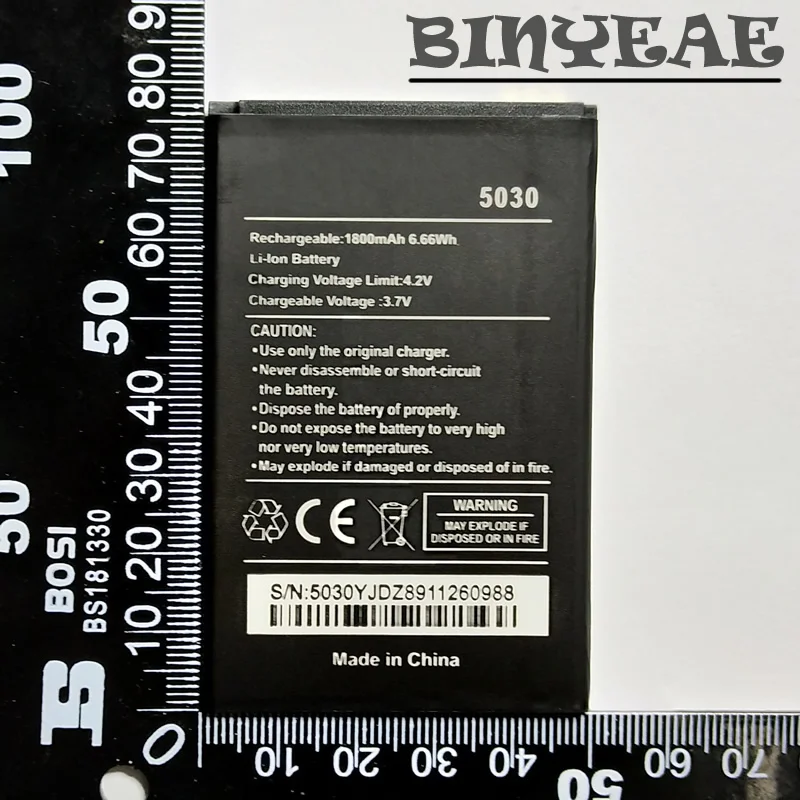 BINYEAE
5030
Rechargeable:1800mAh 6.66Wh
Li-Ion Battery
Charging Voltage Limit:4.2V
Chargeable Voltage :3.7V
CAUTION:
•Use only the original charger.
•Never disassemble or short-circuit
the battery.
•Dispose the battery of properly.
•Do not expose the battery to very high
nor very low temperatures.
•May explode if damaged or disposed of in fire.
CE
WARNING
MAY EXPLODE IF
DISPOSED OR IN FIRE
S/N:5030YJDZ8911260988
Made in China
100
50
BOSI
BS181330
80
70
60
50
40
30
20
10
0
10
20
30
40
50
60
70